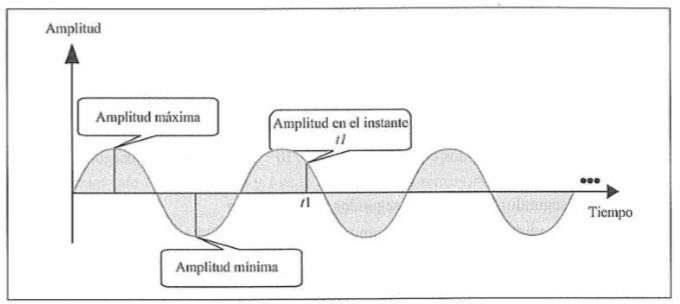 Amplitud
Amplitud máxima
Amplitud en el instante
t1
t1
Tiempo
Amplitud mínima